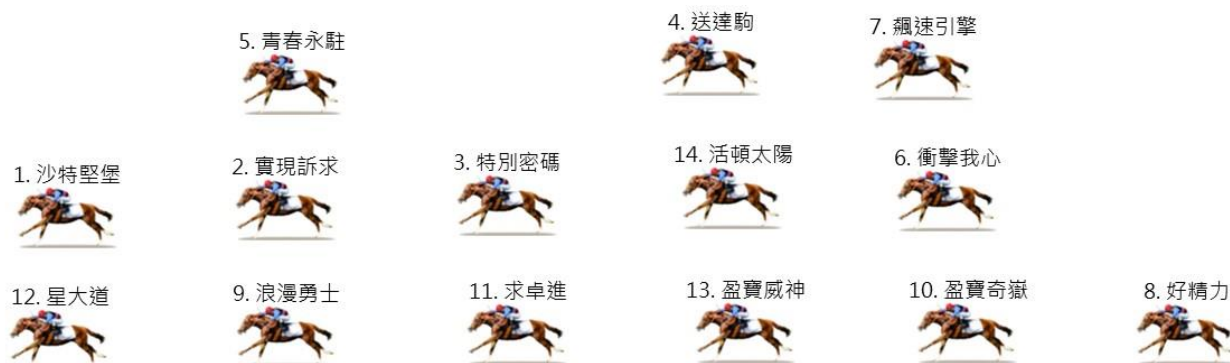 4. 送達駒
7. 飆速引擎
5. 青春永駐
14. 活頓太陽
6. 衝擊我心
3. 特別密碼
2. 實現訴求
1. 沙特堅堡
12. 星大道
9. 浪漫勇士
11. 求卓進
13. 盈寶威神
10. 盈寶奇嶽
8. 好精力